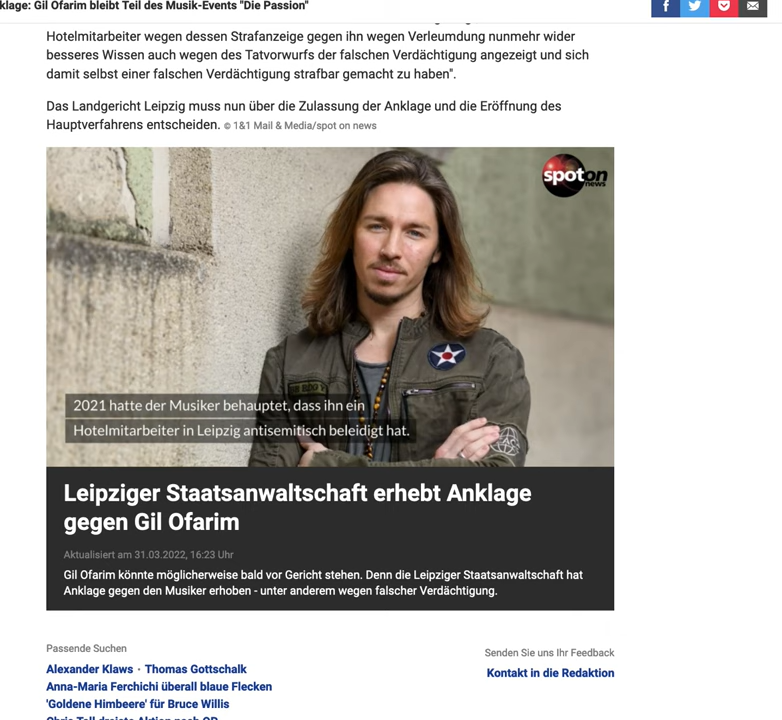 klage: Gil Ofarim bleibt Teil des Musik-Events "Die Passion"
Hotelmitarbeiter wegen dessen Strafanzeige gegen ihn wegen Verleumdung nunmehr wider
besseres Wissen auch wegen des Tatvorwurfs der falschen Verdächtigung angezeigt und sich
damit selbst einer falschen Verdächtigung strafbar gemacht zu haben".
Das Landgericht Leipzig muss nun über die Zulassung der Anklage und die Eröffnung des
Hauptverfahrens entscheiden. © 1&1 Mail & Media/spot on news
spoton
news
2021 hatte der Musiker behauptet, dass ihn ein
Hotelmitarbeiter in Leipzig antisemitisch beleidigt hat.
Leipziger Staatsanwaltschaft erhebt Anklage
gegen Gil Ofarim
Aktualisiert am 31.03.2022, 16:23 Uhr
Gil Ofarim könnte möglicherweise bald vor Gericht stehen. Denn die Leipziger Staatsanwaltschaft hat
Anklage gegen den Musiker erhoben - unter anderem wegen falscher Verdächtigung.
Passende Suchen
Alexander Klaws · Thomas Gottschalk
Anna-Maria Ferchichi überall blaue Flecken
'Goldene Himbeere' für Bruce Willis
Senden Sie uns Ihr Feedback
Kontakt in die Redaktion